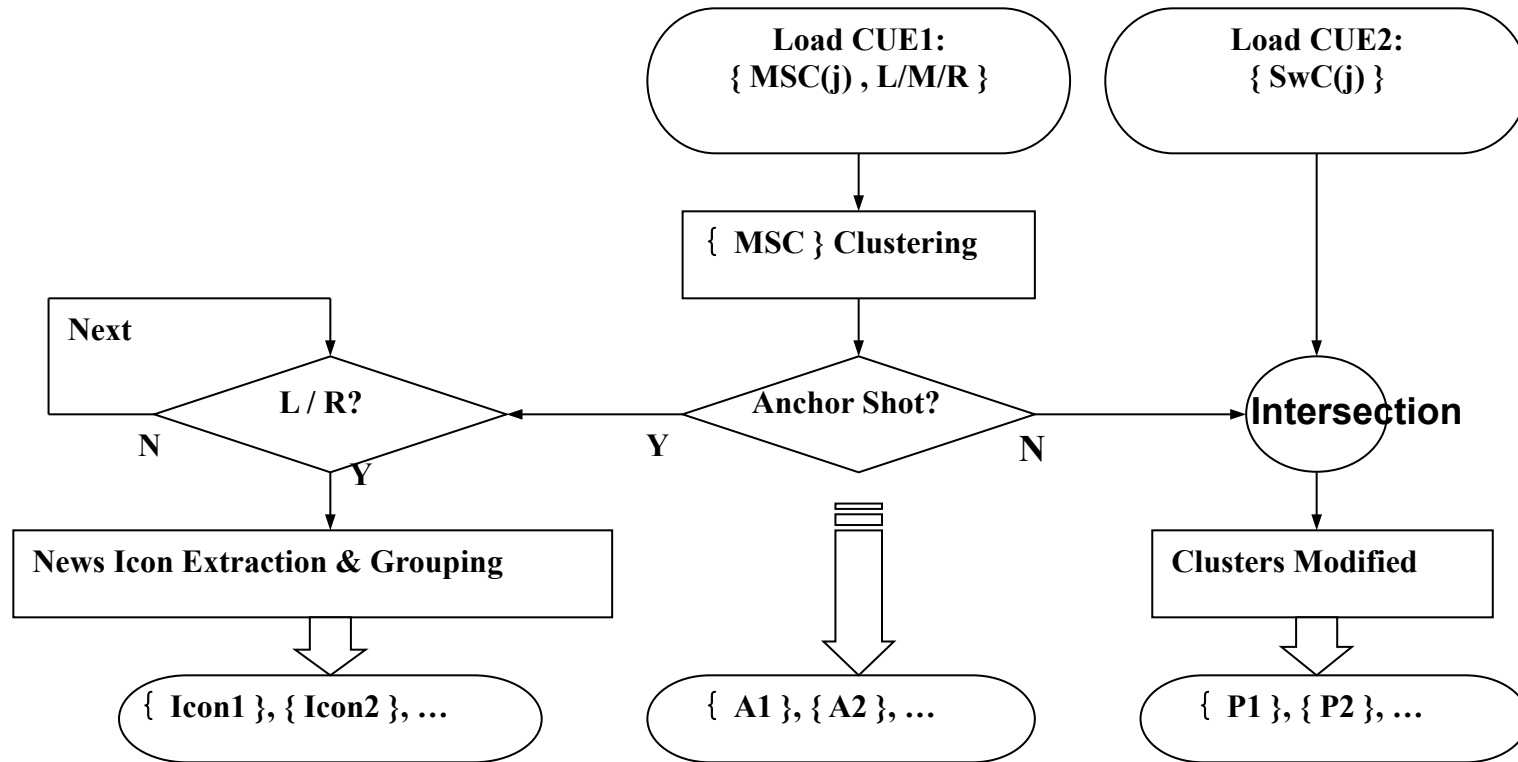 Load CUE1:
{ MSC(j) , L/M/R }
Load CUE2:
{ SwC(j) }
{ MSC } Clustering
Next
L / R?
Anchor Shot?
Intersection
N
Y
Y
N
News Icon Extraction & Grouping
Clusters Modified
{ Icon1 }, { Icon2 }, …
{ A1 }, { A2 }, …
{ P1 }, { P2 }, …